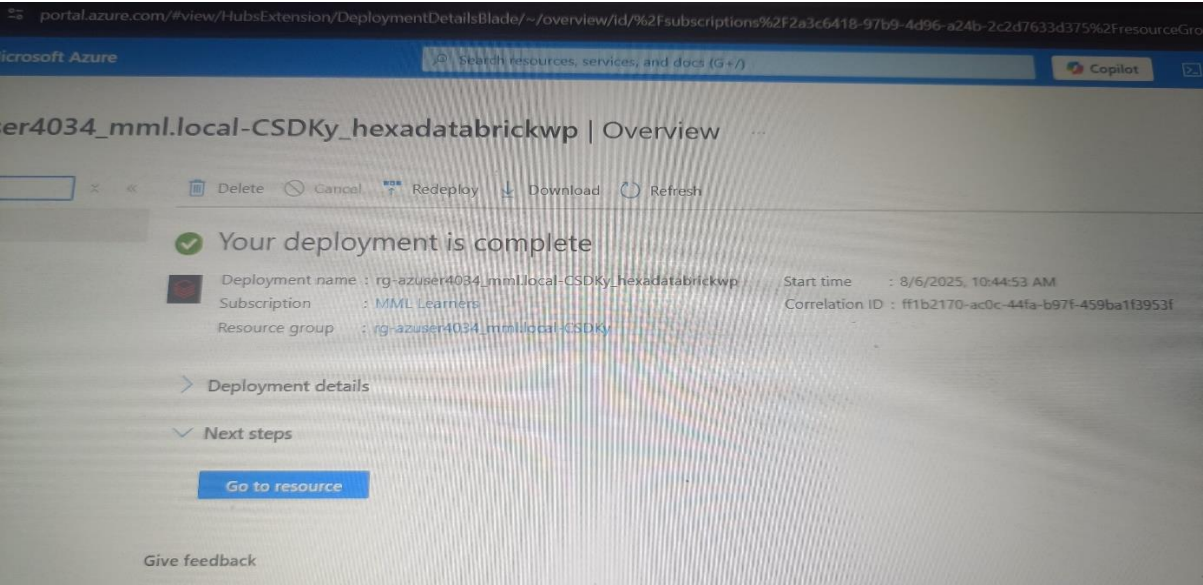 portal.azure.com/#view/HubsExtension/DeploymentDetailsBlade/~/overview/id/%2Fsubscriptions%2F2a3c6418-97b9-4d96-a24b-2c2d7633d375%2FresourceGro
icrosoft Azure
Search resources, services, and docs (G+/)
Copilot
er4034_mml.local-CSDKy_hexadatabrickwp | Overview ...
Delete Cancel Redeploy Download Refresh
Your deployment is complete
Deployment name : rg-azuser4034_mml.local-CSDKy_hexadatabrickwp
Subscription : MML Learners
Resource group : rg-azuser4034_mml.local-CSDKy
Start time : 8/6/2025, 10:44:53 AM
Correlation ID : ff1b2170-ac0c-44fa-b97f-459ba1f3953f
Deployment details
Next steps
Go to resource
Give feedback